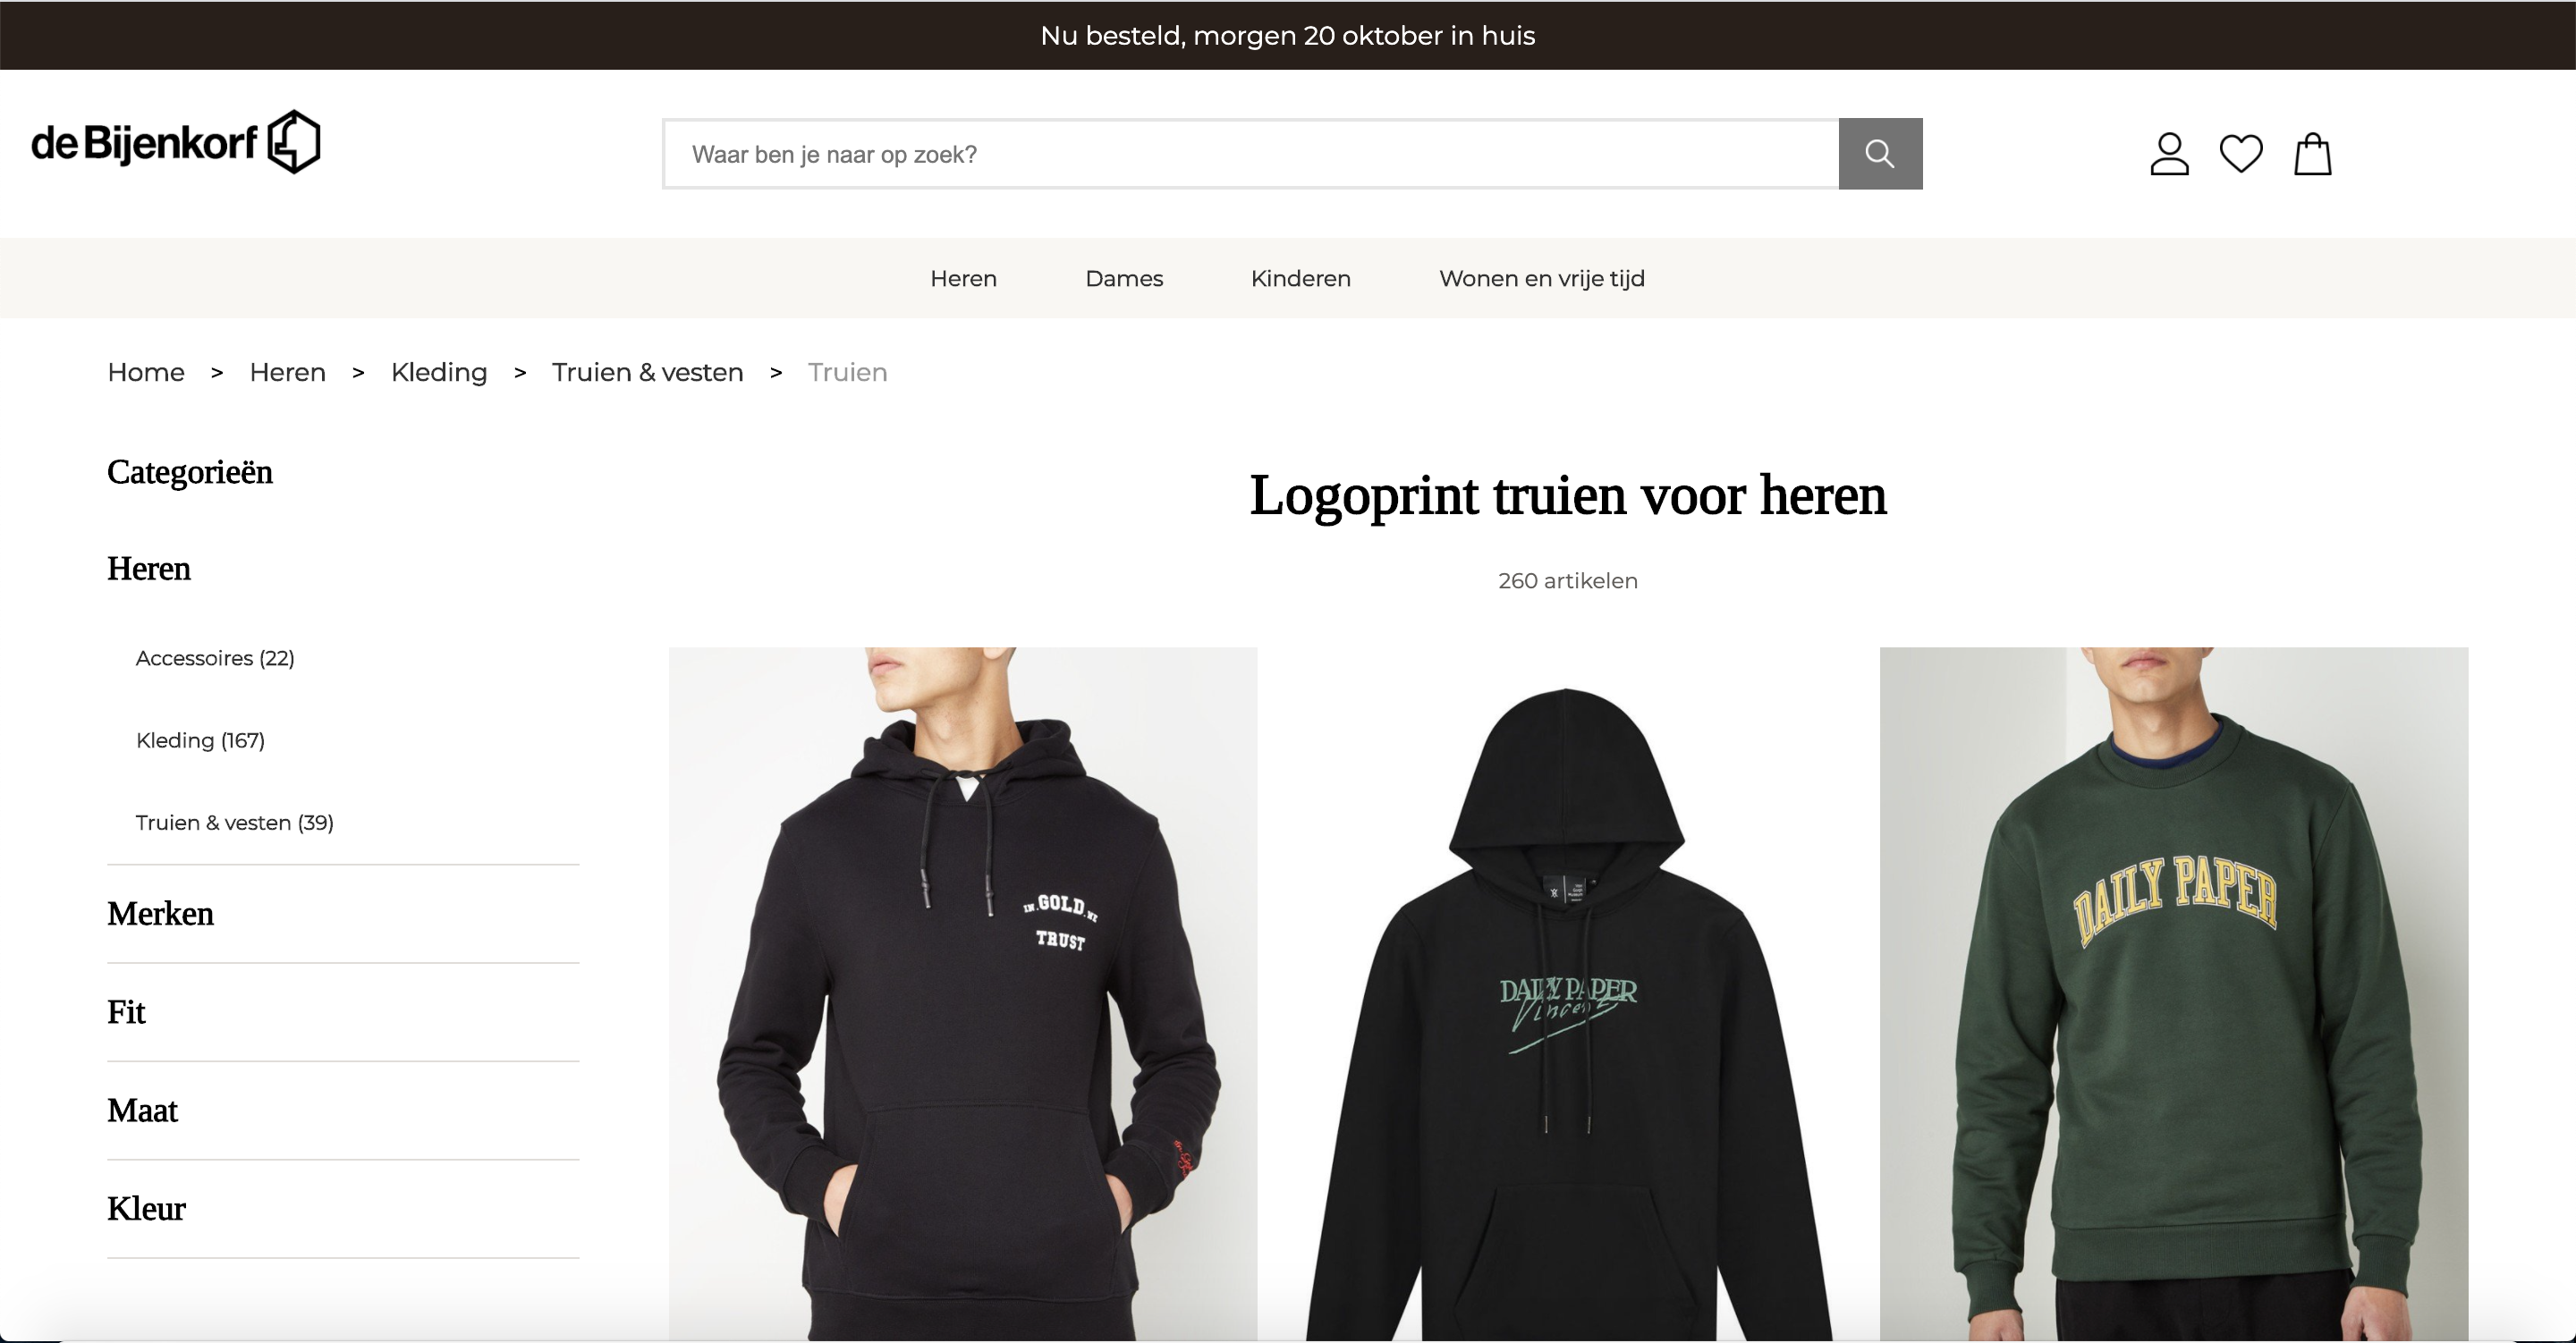 Nu besteld, morgen 20 oktober in huis
de Bijenkorf
Waar ben je naar op zoek?
Heren Dames Kinderen Wonen en vrije tijd
Home > Heren > Kleding > Truien & vesten > Truien
Categorieën
Heren
Accessoires (22)
Kleding (167)
Truien & vesten (39)
Merken
Fit
Maat
Kleur
Logoprint truien voor heren
260 artikelen
IN.GOLD.WE
TRUST
DAILY PAPER
Vincent
DAILY PAPER